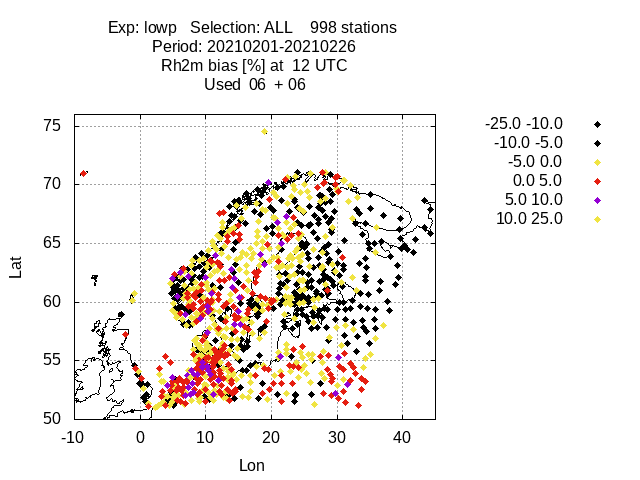 Exp: lowp   Selection: ALL    998 stations
Period: 20210201-20210226
Rh2m bias [%] at  12 UTC
Used  06  + 06
-25.0 -10.0
-10.0 -5.0
-5.0 0.0
0.0 5.0
5.0 10.0
10.0 25.0
75
70
65
60
55
50
Lat
-10 0 10 20 30 40
Lon